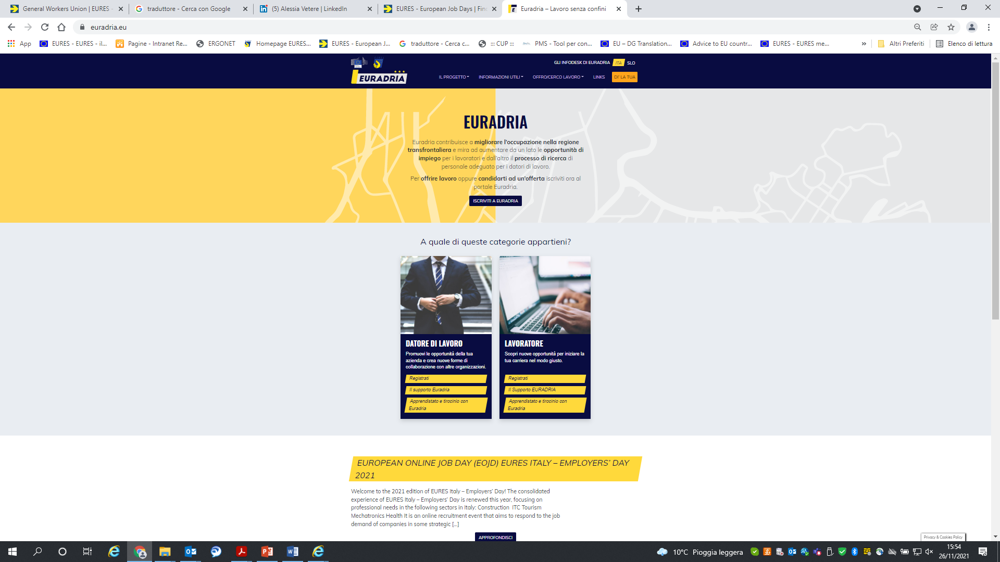 General Workers Union | EURES -
traduttore - Cerca con Google
(5) Alessia Vetere | LinkedIn
EURES - European Job Days | Fin
Euradria – Lavoro senza confini
euradria.eu
App
EURES - EURES - il...
Pagine - Intranet Re...
ERGONET
Homepage EURES...
EURES - European J...
traduttore - Cerca c...
::: CUP :::
PMS - Tool per con...
EU – DG Translation...
Advice to EU countr...
EURES - EURES me...
»
Altri Preferiti
Elenco di lettura
GLI INFODESK DI EURADRIA ITA SLO
EURADRIA
IL PROGETTO INFORMAZIONI UTILI OFFRO/CERCO LAVORO LINKS DI' LA TUA
EURADRIA
Euradria contribuisce a migliorare l'occupazione nella regione
transfrontaliera e mira ad aumentare da un lato le opportunità di
impiego per i lavoratori e dall'altro il processo di ricerca di
personale adeguato per i datori di lavoro.
Per offrire lavoro oppure candidarti ad un'offerta iscriviti ora al
portale Euradria.
ISCRIVITI A EURADRIA
A quale di queste categorie appartieni?
DATORE DI LAVORO
Promuovi le opportunità della tua
azienda e crea nuove forme di
collaborazione con altre organizzazioni.
Registrati
Il supporto Euradria
Apprendistato e tirocinio con
Euradria
LAVORATORE
Scopri nuove opportunità per iniziare la
tua carriera nel modo giusto.
Registrati
Il Supporto EURADRIA
Apprendistato e tirocinio con
Euradria
EUROPEAN ONLINE JOB DAY (EOJD) EURES ITALY – EMPLOYERS' DAY
2021
Welcome to the 2021 edition of EURES Italy – Employers' Day! The consolidated
experience of EURES Italy – Employers' Day is renewed this year, focusing on
professional needs in the following sectors in Italy: Construction ITC Tourism
Mechatronics Health It is an online recruitment event that aims to respond to the job
demand of companies in some strategic [...]
APPROFONDISCI
Privacy & Cookies Policy
10°C Pioggia leggera
15:54
26/11/2021